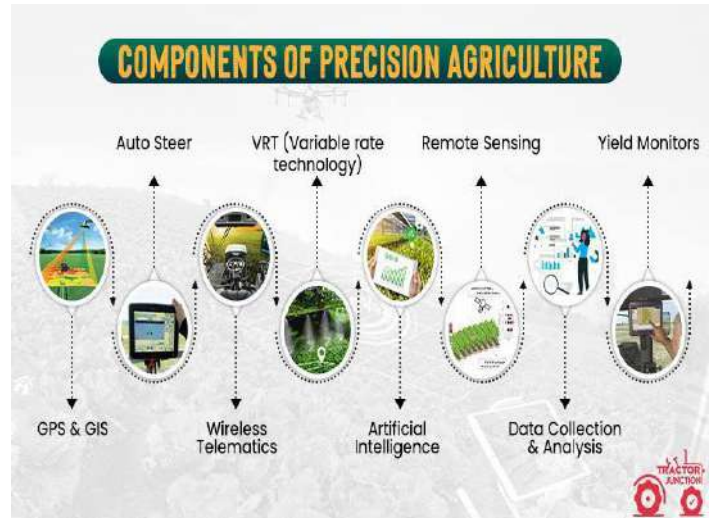 COMPONENTS OF PRECISION AGRICULTURE
Auto Steer
VRT (Variable rate
technology)
Remote Sensing
Yield Monitors
GPS & GIS
Wireless
Telematics
Artificial
Intelligence
Data Collection
& Analysis
TRACTOR
JUNCTION